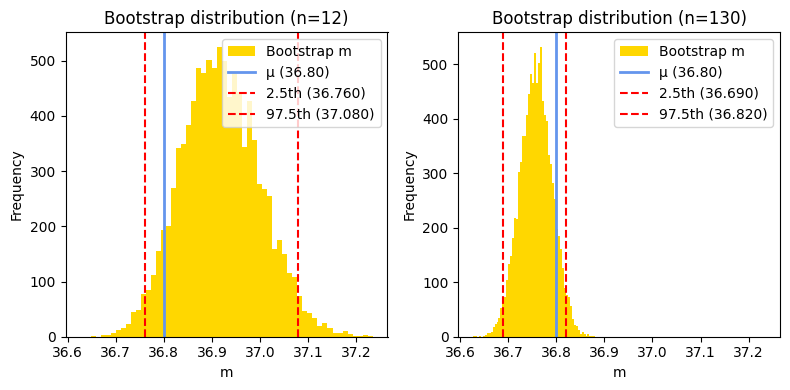 Bootstrap distribution (n=12)
Frequency
500
400
300
200
100
0
Bootstrap m
μ (36.80)
2.5th (36.760)
97.5th (37.080)
36.6 36.7 36.8 36.9 37.0 37.1 37.2
m
Bootstrap distribution (n=130)
Frequency
500
400
300
200
100
0
Bootstrap m
μ (36.80)
2.5th (36.690)
97.5th (36.820)
36.6 36.7 36.8 36.9 37.0 37.1 37.2
m